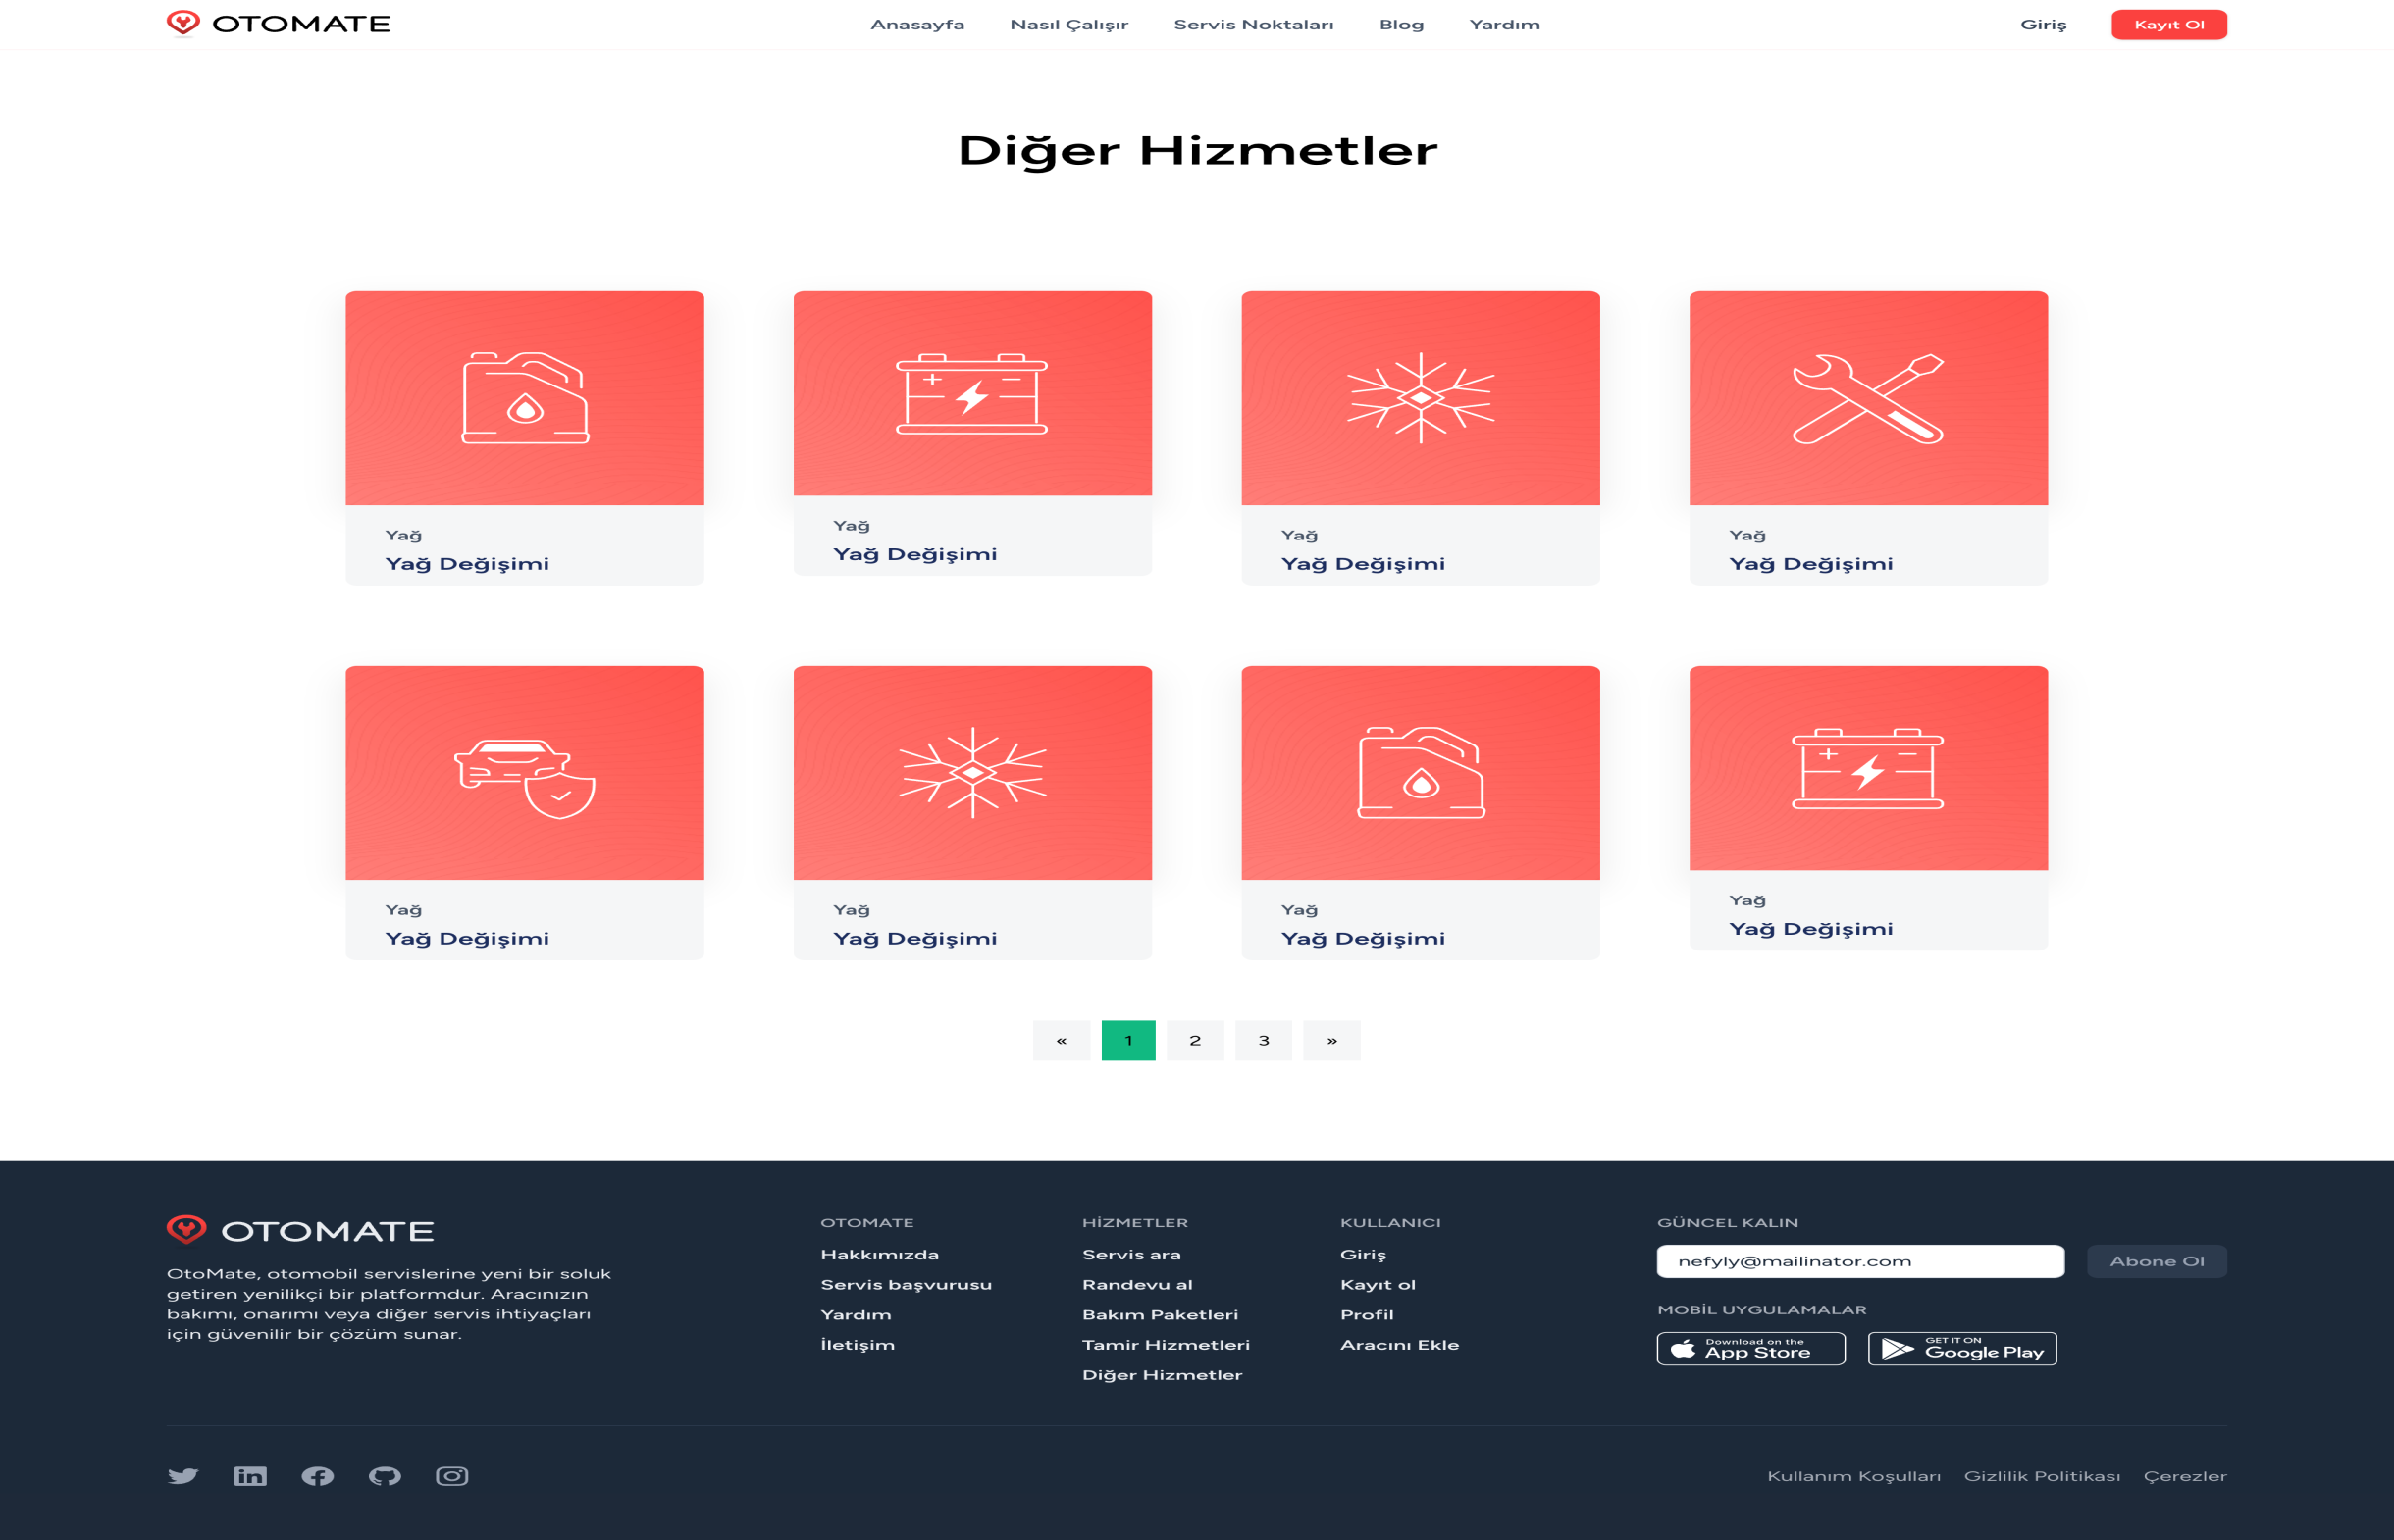 OTOMATE
Anasayfa Nasıl Çalışır Servis Noktaları Blog Yardım
Giriş Kayıt Ol
Diğer Hizmetler
Yağ
Yağ Değişimi
Yağ
Yağ Değişimi
Yağ
Yağ Değişimi
Yağ
Yağ Değişimi
Yağ
Yağ Değişimi
Yağ
Yağ Değişimi
Yağ
Yağ Değişimi
Yağ
Yağ Değişimi
« 1 2 3 »
OTOMATE
OtoMate, otomobil servislerine yeni bir soluk
getiren yenilikçi bir platformdur. Aracınızın
bakımı, onarımı veya diğer servis ihtiyaçları
için güvenilir bir çözüm sunar.
OTOMATE
Hakkımızda
Servis başvurusu
Yardım
İletişim
HİZMETLER
Servis ara
Randevu al
Bakım Paketleri
Tamir Hizmetleri
Diğer Hizmetler
KULLANICI
Giriş
Kayıt ol
Profil
Aracını Ekle
GÜNCEL KALIN
nefyly@mailinator.com Abone Ol
MOBİL UYGULAMALAR
Download on the
App Store
GET IT ON
Google Play
Kullanım Koşulları Gizlilik Politikası Çerezler